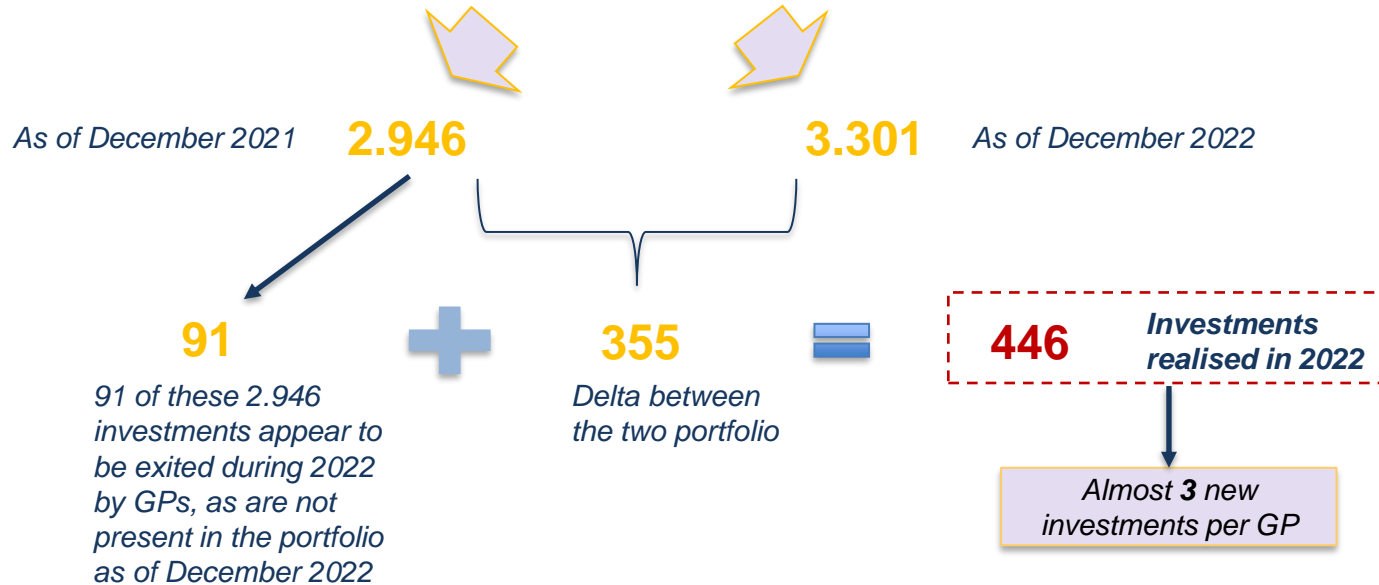 As of December 2021
2.946
3.301
As of December 2022
91
91 of these 2.946
investments appear to
be exited during 2022
by GPs, as are not
present in the portfolio
as of December 2022
355
Delta between
the two portfolio
446
Investments
realised in 2022
Almost 3 new
investments per GP